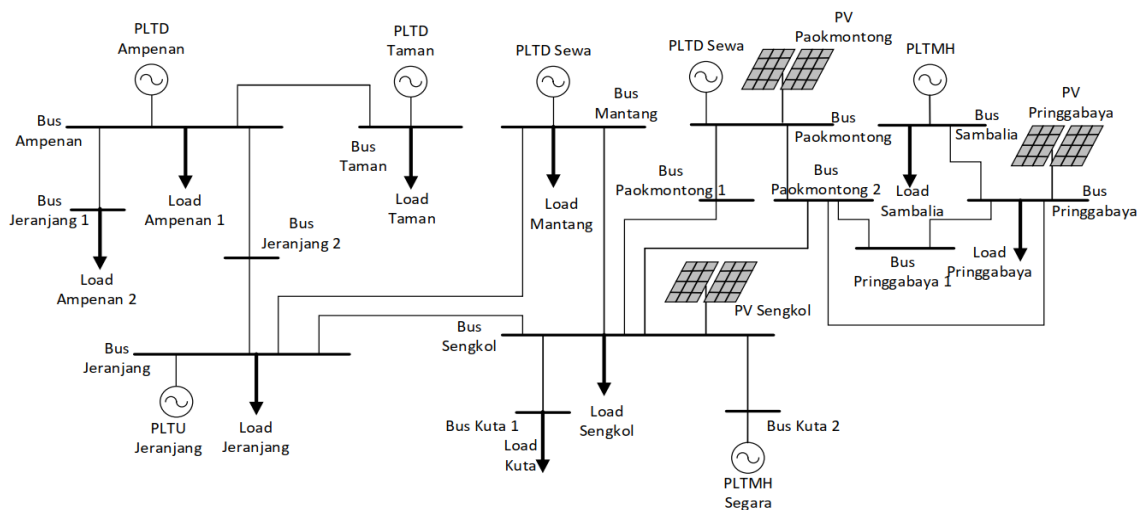 PLTD
Ampenan
PLTD
Taman
PLTD Sewa
PLTD Sewa
PV
Paokmontong
PLTMH
PV
Pringgabaya
Bus
Ampenan
Bus
Taman
Bus
Mantang
Bus
Paokmontong
Bus
Sambalia
Bus
Jeranjang 1
Load
Ampenan 1
Load
Taman
Load
Mantang
Bus
Paokmontong 1
Bus
Paokmontong 2
Load
Sambalia
Bus
Pringgabaya
Bus
Jeranjang 2
Load
Ampenan 2
Bus
Pringgabaya 1
Load
Pringgabaya
PV Sengkol
Bus
Sengkol
Bus
Jeranjang
PLTU
Jeranjang
Load
Jeranjang
Bus Kuta 1
Load
Kuta
Load
Sengkol
Bus Kuta 2
PLTMH
Segara